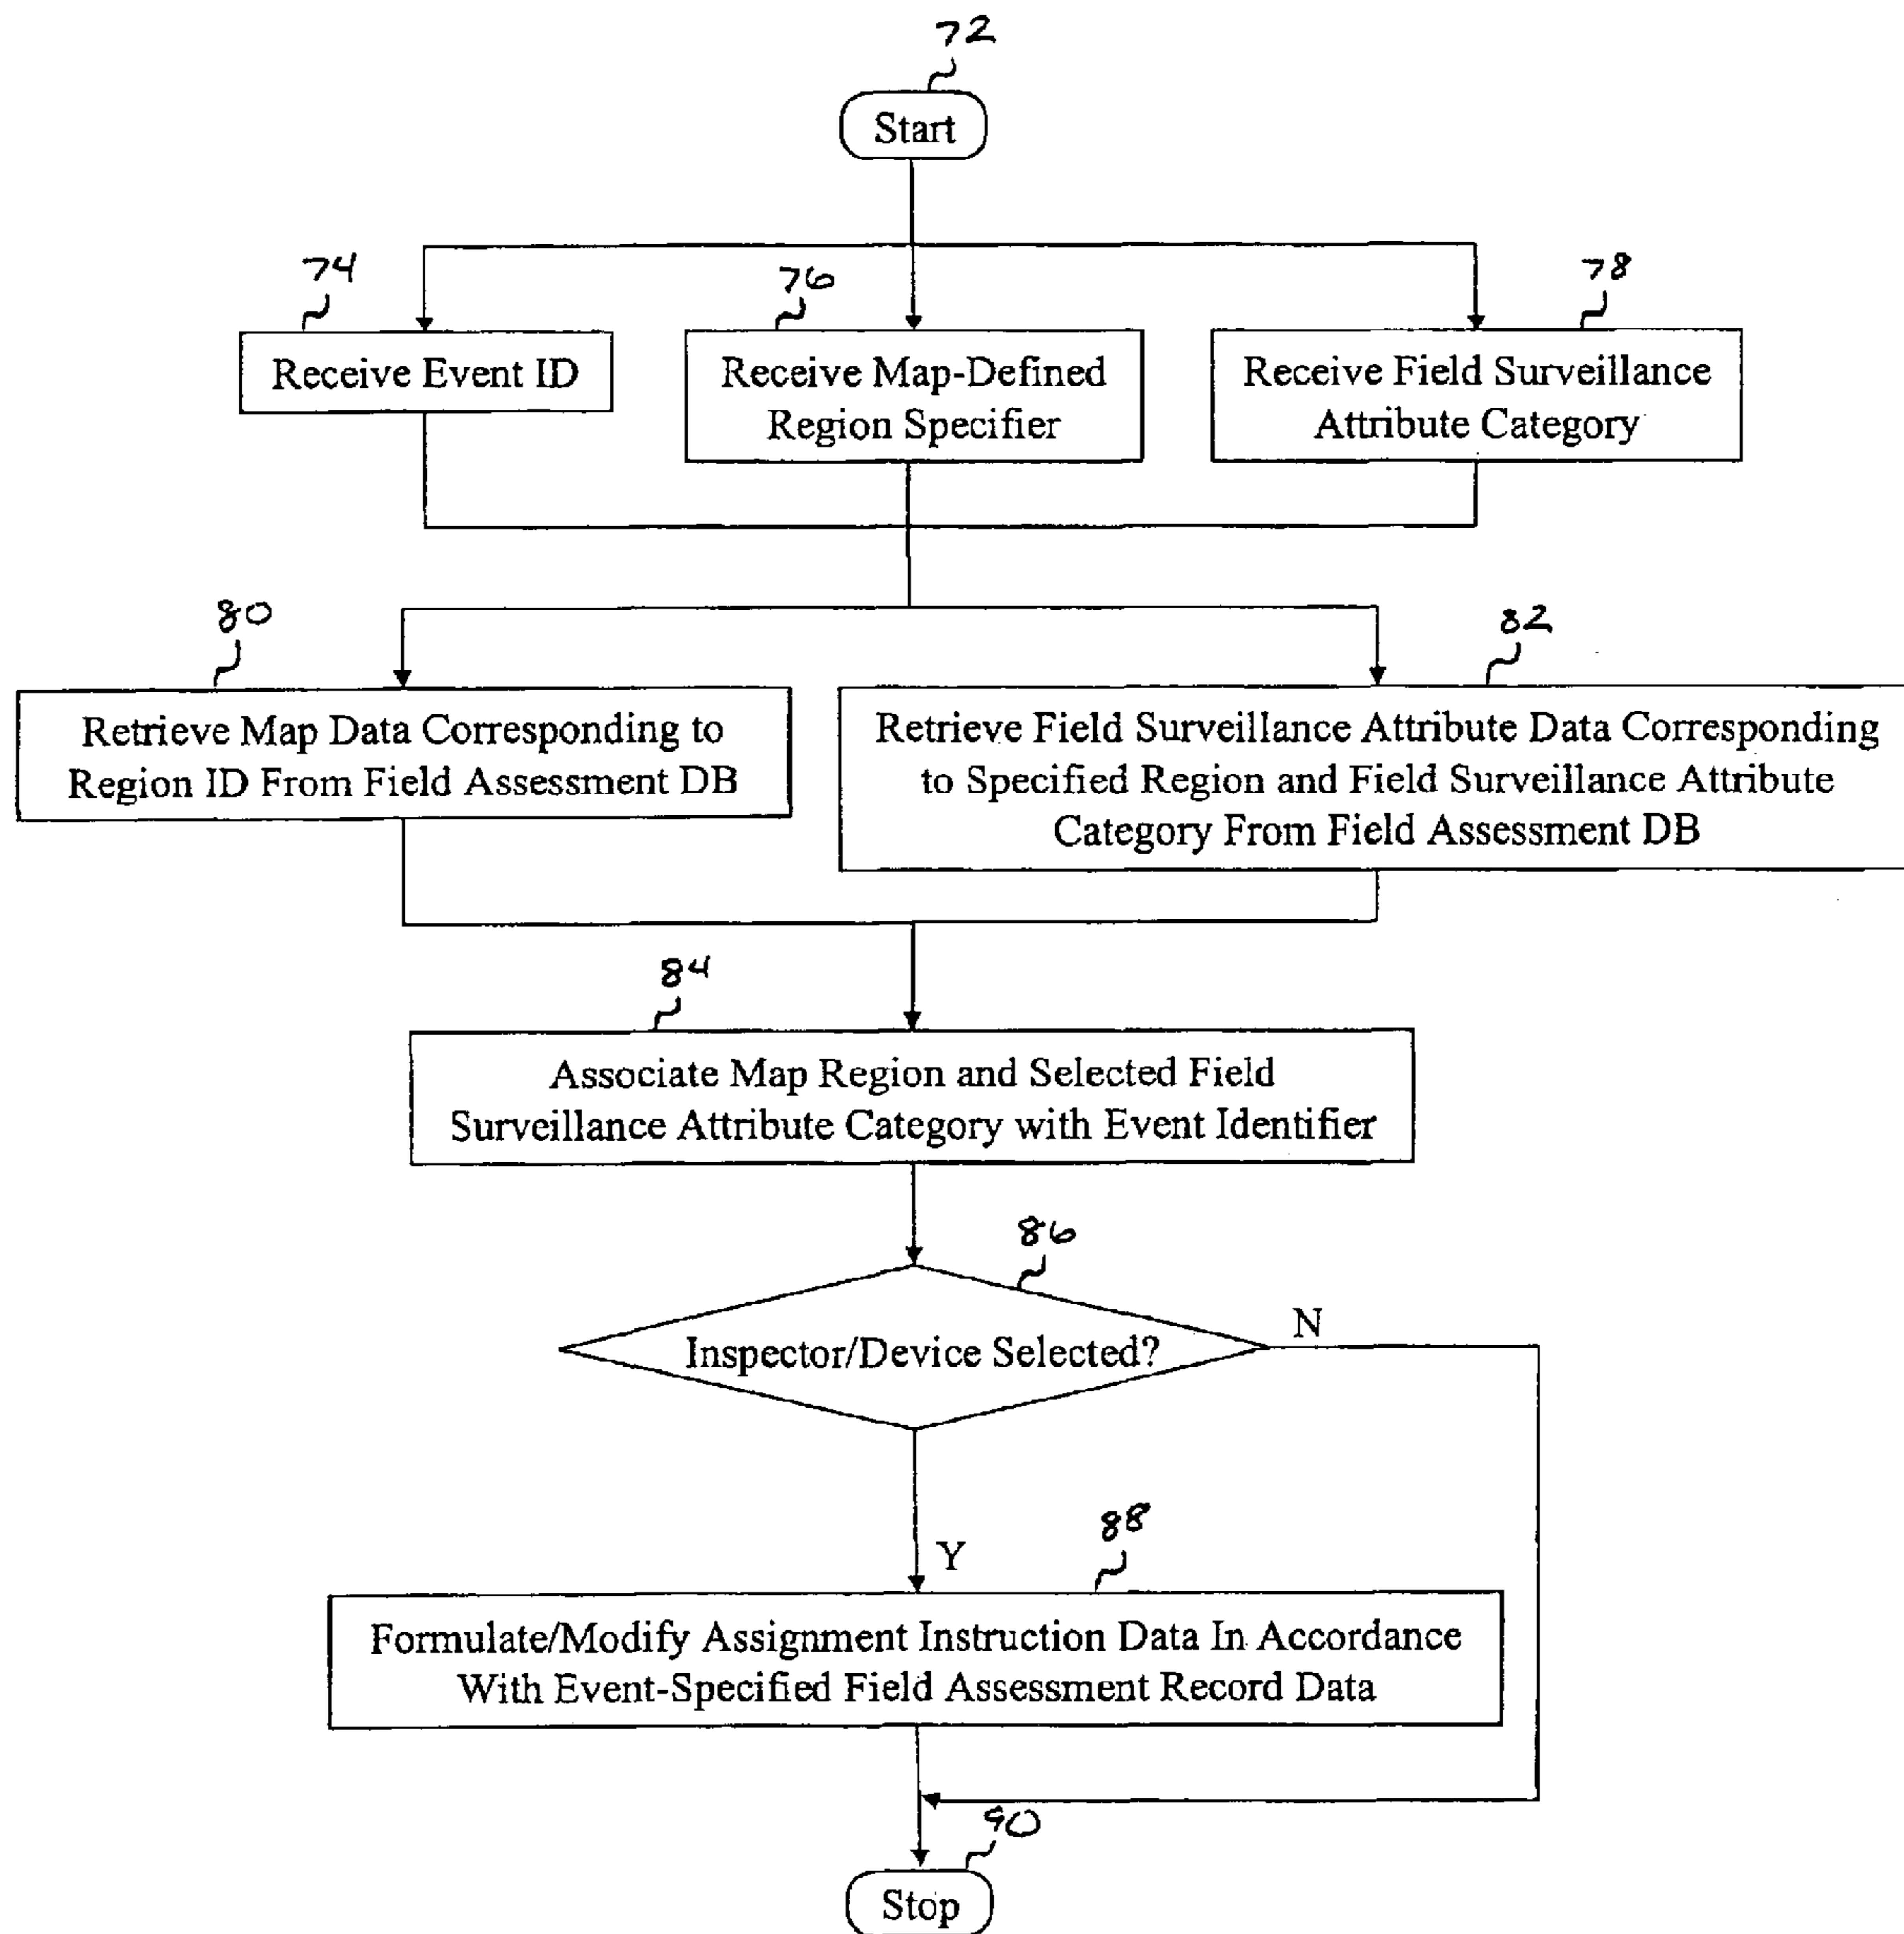 72
Start
74
76
78
Receive Event ID
Receive Map-Defined
Region Specifier
Receive Field Surveillance
Attribute Category
80
82
Retrieve Map Data Corresponding to
Region ID From Field Assessment DB
Retrieve Field Surveillance Attribute Data Corresponding
to Specified Region and Field Surveillance Attribute
Category From Field Assessment DB
84
Associate Map Region and Selected Field
Surveillance Attribute Category with Event Identifier
86
Inspector/Device Selected?
N
Y
88
Formulate/Modify Assignment Instruction Data In Accordance
With Event-Specified Field Assessment Record Data
90
Stop